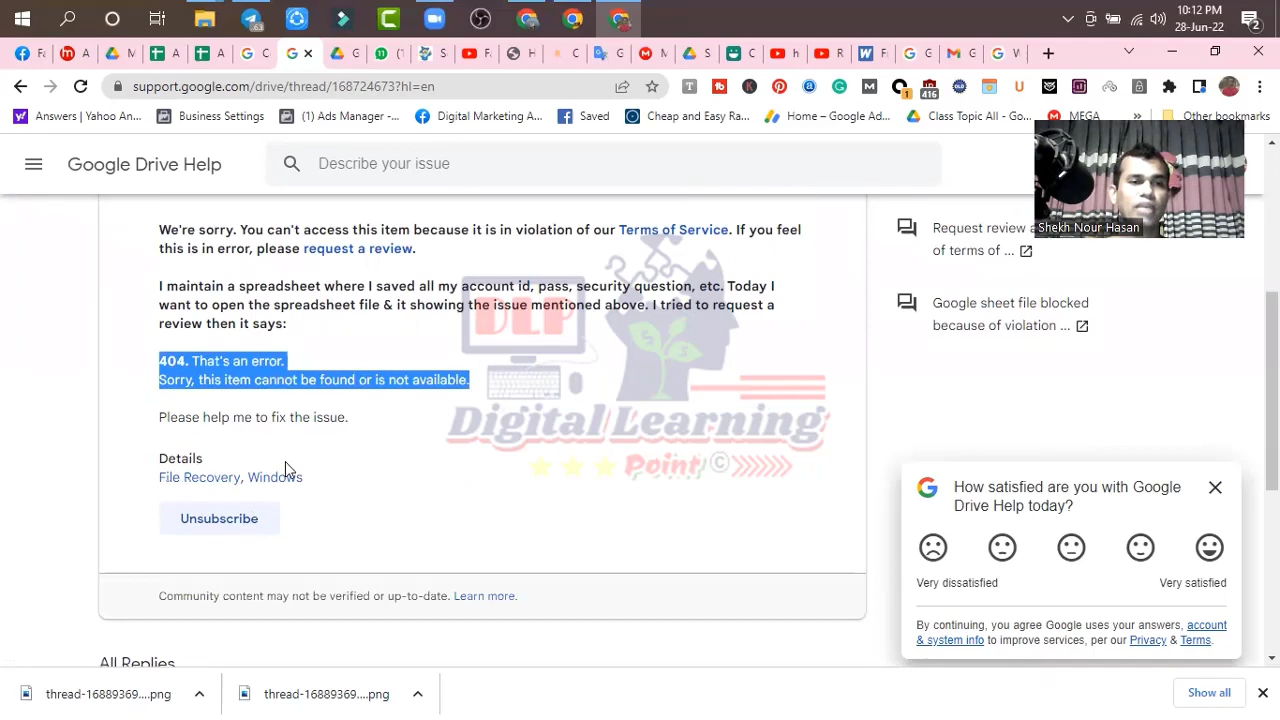 10:12 PM
28-Jun-22
63
2
support.google.com/drive/thread/168724673?hl=en
1
416
Answers | Yahoo An...
Business Settings
(1) Ads Manager -...
Digital Marketing A...
Saved
Cheap and Easy Ra...
Home – Google Ad...
Class Topic All - Go...
MEGA
»
Other bookmarks
Google Drive Help
Describe your issue
Shekh Nour Hasan
We're sorry. You can't access this item because it is in violation of our Terms of Service. If you feel
this is in error, please request a review.
I maintain a spreadsheet where I saved all my account id, pass, security question, etc. Today I
want to open the spreadsheet file & it showing the issue mentioned above. I tried to request a
review then it says:
404. That's an error.
Sorry, this item cannot be found or is not available.
Please help me to fix the issue.
Details
File Recovery, Windows
Unsubscribe
Community content may not be verified or up-to-date. Learn more.
All Replies
Request review
of terms of ...
Google sheet file blocked
because of violation ...
DLP
Digital Learning
Point ©
How satisfied are you with Google
Drive Help today?
Very dissatisfied
Very satisfied
By continuing, you agree Google uses your answers, account
& system info to improve services, per our Privacy & Terms.
thread-16889369....png
thread-16889369....png
Show all